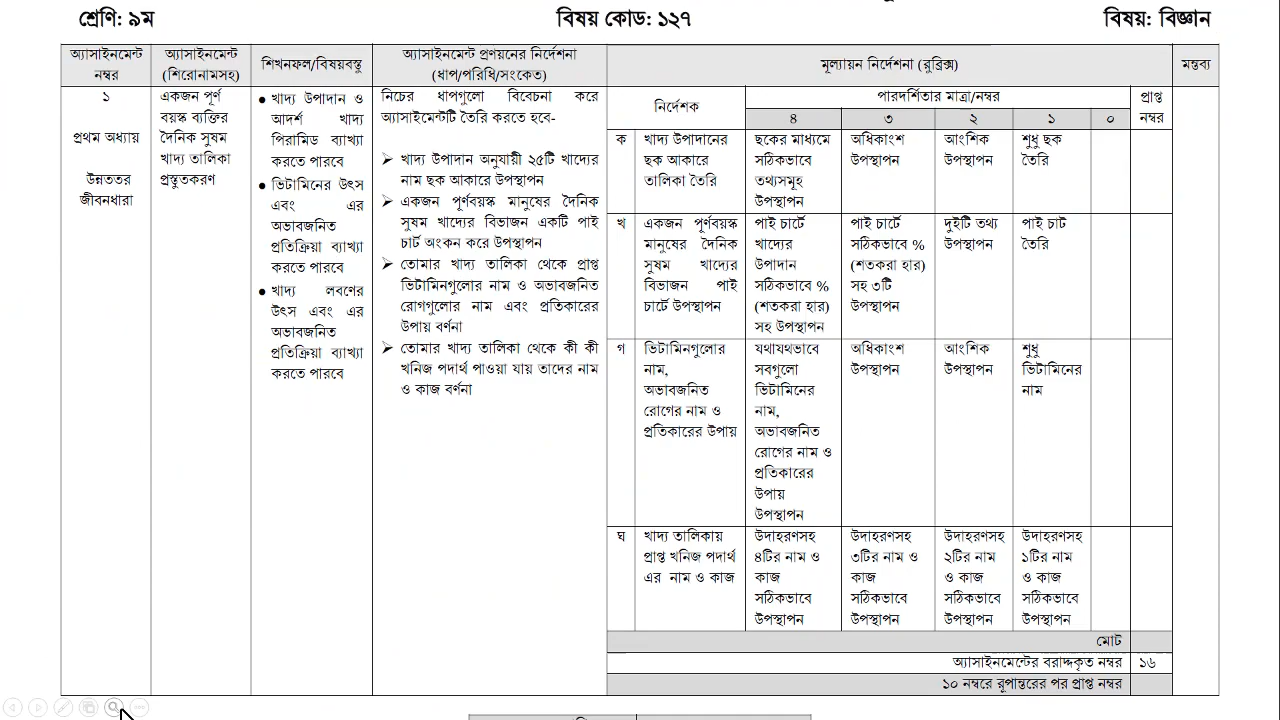 শ্রেণি: ৯ম
বিষয় কোড: ১২৭
বিষয়: বিজ্ঞান
অ্যাসাইনমেন্ট
নম্বর
অ্যাসাইনমেন্ট
(শিরোনামসহ)
শিখনফল/বিষয়বস্তু
অ্যাসাইনমেন্ট প্রণয়নের নির্দেশনা
(ধাপ/পরিধি/সংকেত)
মূল্যায়ন নির্দেশনা (রুব্রিক্স)
মন্তব্য
১
প্রথম অধ্যায়
উন্নততর
জীবনধারা
একজন পূর্ণ
বয়স্ক ব্যক্তির
দৈনিক সুষম
খাদ্য তালিকা
প্রস্তুতকরণ
● খাদ্য উপাদান ও
আদর্শ খাদ্য
পিরামিড ব্যাখ্যা
করতে পারবে
● ভিটামিনের উৎস
এবং এর
অভাবজনিত
প্রতিক্রিয়া ব্যাখ্যা
করতে পারবে
● খাদ্য লবণের
উৎস এবং এর
অভাবজনিত
প্রতিক্রিয়া ব্যাখ্যা
করতে পারবে
নিচের ধাপগুলো বিবেচনা করে
অ্যাসাইমেন্টটি তৈরি করতে হবে-
➢ খাদ্য উপাদান অনুযায়ী ২৫টি খাদ্যের
নাম ছক আকারে উপস্থাপন
➢ একজন পূর্ণবয়স্ক মানুষের দৈনিক
সুষম খাদ্যের বিভাজন একটি পাই
চার্ট অংকন করে উপস্থাপন
➢ তোমার খাদ্য তালিকা থেকে প্রাপ্ত
ভিটামিনগুলোর নাম ও অভাবজনিত
রোগগুলোর নাম এবং প্রতিকারের
উপায় বর্ণনা
➢ তোমার খাদ্য তালিকা থেকে কী কী
খনিজ পদার্থ পাওয়া যায় তাদের নাম
ও কাজ বর্ণনা
নির্দেশক
পারদর্শিতার মাত্রা/নম্বর
প্রাপ্ত
নম্বর
৪ ৩ ২ ১ ০
ক
খাদ্য উপাদানের
ছক আকারে
তালিকা তৈরি
ছকের মাধ্যমে
সঠিকভাবে
তথ্যসমূহ
উপস্থাপন
অধিকাংশ
উপস্থাপন
আংশিক
উপস্থাপন
শুধু ছক
তৈরি
খ
একজন পূর্ণবয়স্ক
মানুষের দৈনিক
সুষম খাদ্যের
বিভাজন পাই
চার্টে উপস্থাপন
পাই চার্টে
খাদ্যের
উপাদান
সঠিকভাবে %
(শতকরা হার)
সহ উপস্থাপন
পাই চার্টে
সঠিকভাবে %
(শতকরা হার)
সহ ৩টি
উপস্থাপন
দুইটি তথ্য
উপস্থাপন
পাই চাট
তৈরি
গ
ভিটামিনগুলোর
নাম,
অভাবজনিত
রোগের নাম ও
প্রতিকারের উপায়
যথাযথভাবে
সবগুলো
ভিটামিনের
নাম,
অভাবজনিত
রোগের নাম ও
প্রতিকারের
উপায়
উপস্থাপন
অধিকাংশ
উপস্থাপন
আংশিক
উপস্থাপন
শুধু
ভিটামিনের
নাম
ঘ
খাদ্য তালিকায়
প্রাপ্ত খনিজ পদার্থ
এর নাম ও কাজ
উদাহরণসহ
৪টির নাম ও
কাজ
সঠিকভাবে
উপস্থাপন
উদাহরণসহ
৩টির নাম ও
কাজ
সঠিকভাবে
উপস্থাপন
উদাহরণসহ
২টির নাম
ও কাজ
সঠিকভাবে
উপস্থাপন
উদাহরণসহ
১টির নাম
ও কাজ
সঠিকভাবে
উপস্থাপন
মোট
অ্যাসাইনমেন্টের বরাদ্দকৃত নম্বর ১৬
১০ নম্বরে রূপান্তরের পর প্রাপ্ত নম্বর